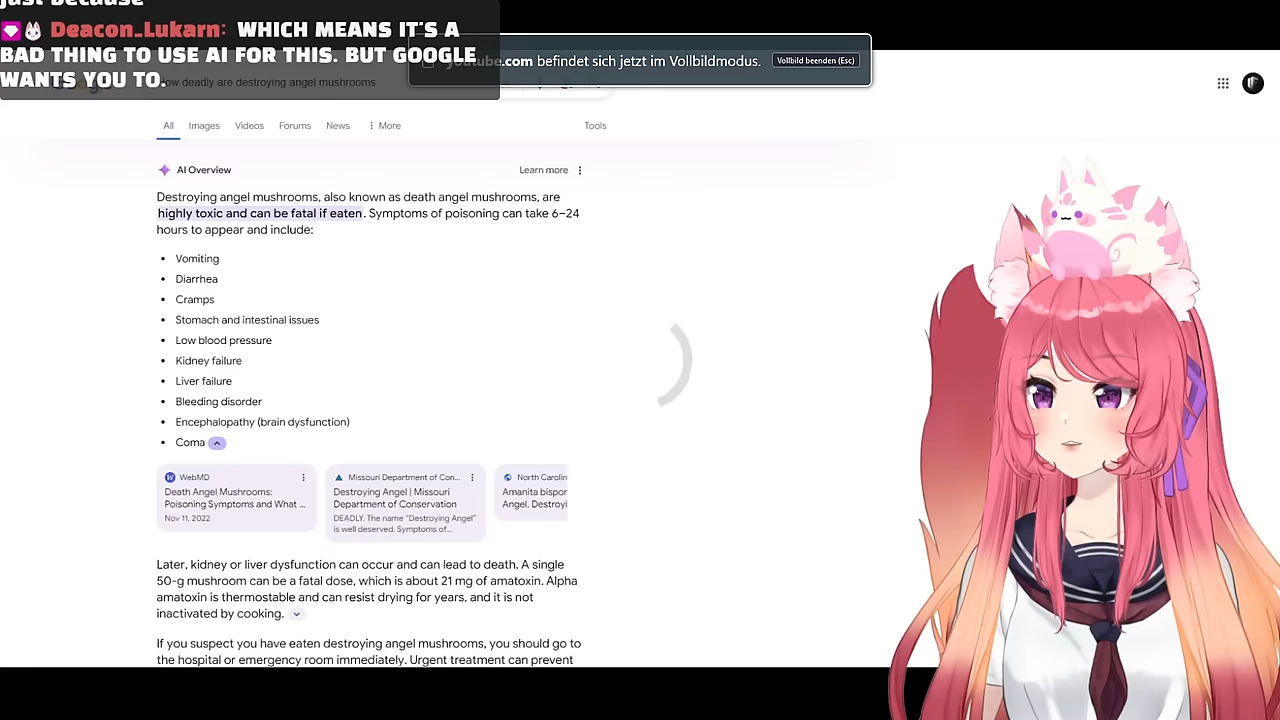 just because
Deacon_Lukarn: WHICH MEANS IT'S A
BAD THING TO USE AI FOR THIS. BUT GOOGLE
WANTS YOU TO.
youtube.com befindet sich jetzt im Vollbildmodus.
Vollbild beenden (Esc)
how deadly are destroying angel mushrooms
All Images Videos Forums News More Tools
AI Overview Learn more
Destroying angel mushrooms, also known as death angel mushrooms, are
highly toxic and can be fatal if eaten. Symptoms of poisoning can take 6–24
hours to appear and include:
• Vomiting
• Diarrhea
• Cramps
• Stomach and intestinal issues
• Low blood pressure
• Kidney failure
• Liver failure
• Bleeding disorder
• Encephalopathy (brain dysfunction)
• Coma
WebMD
Death Angel Mushrooms:
Poisoning Symptoms and What ...
Nov 11, 2022
Missouri Department of Con...
Destroying Angel | Missouri
Department of Conservation
DEADLY. The name "Destroying Angel"
is well deserved. Symptoms of...
North Carolin
Amanita bispor
Angel, Destroyi
Later, kidney or liver dysfunction can occur and can lead to death. A single
50-g mushroom can be a fatal dose, which is about 21 mg of amatoxin. Alpha
amatoxin is thermostable and can resist drying for years, and it is not
inactivated by cooking.
If you suspect you have eaten destroying angel mushrooms, you should go to
the hospital or emergency room immediately. Urgent treatment can prevent